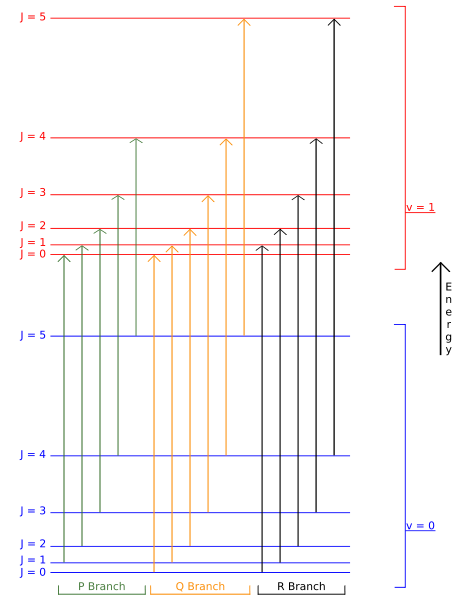 J = 5
J = 4
J = 3
J = 2
J = 1
J = 0
v = 1
Energy
J = 5
J = 4
J = 3
J = 2
J = 1
J = 0
v = 0
P Branch
Q Branch
R Branch